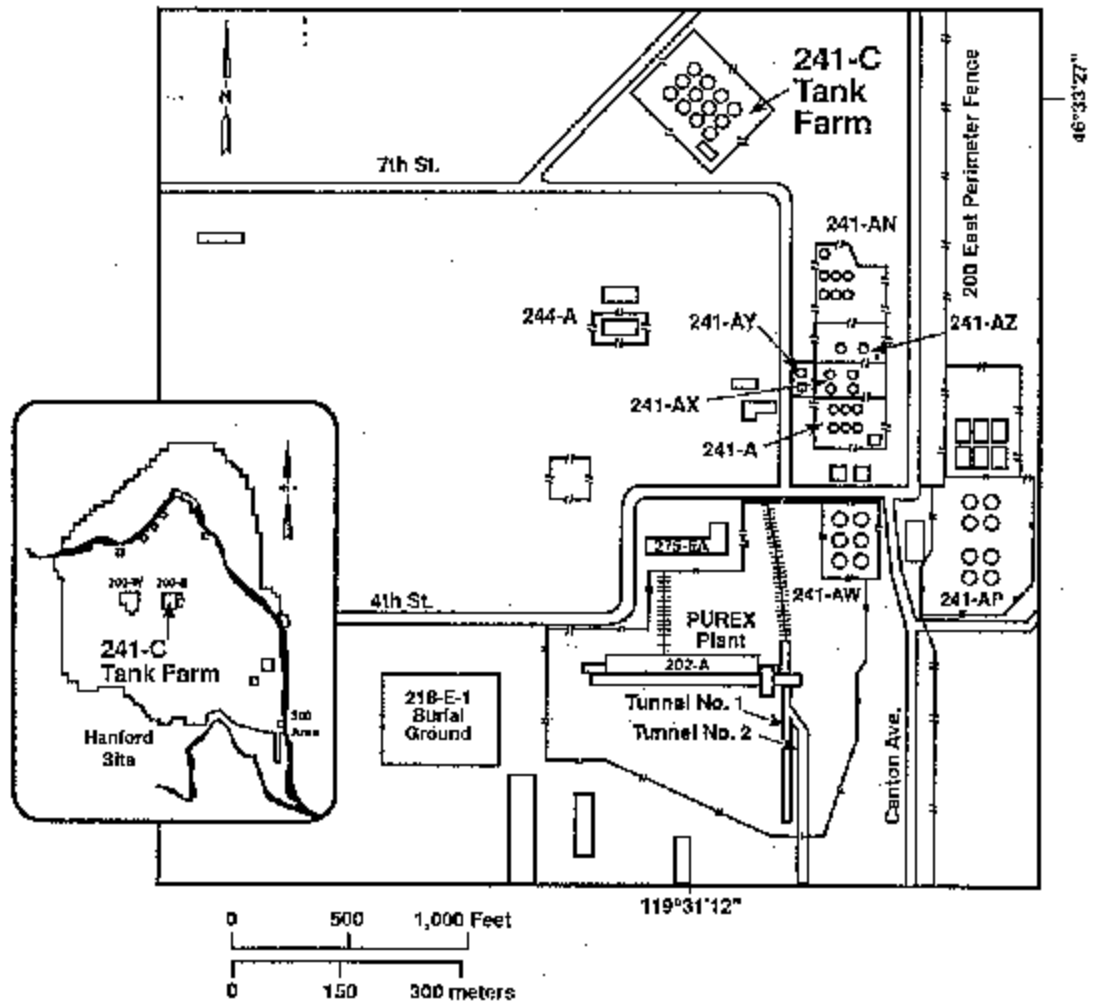 N
241-C
Tank
Farm
46°33'27"
7th St.
200 East Perimeter Fence
241-AN
244-A
241-AY
241-AZ
241-AX
241-A
4th St.
241-AW
241-AP
PUREX
Plant
202-A
218-E-1
Burial
Ground
Tunnel No. 1
Tunnel No. 2
Canton Ave.
200-W
200-E
241-C
Tank Farm
Hanford
Site
300
Area
119°31'12"
0 500 1,000 Feet
0 150 300 meters